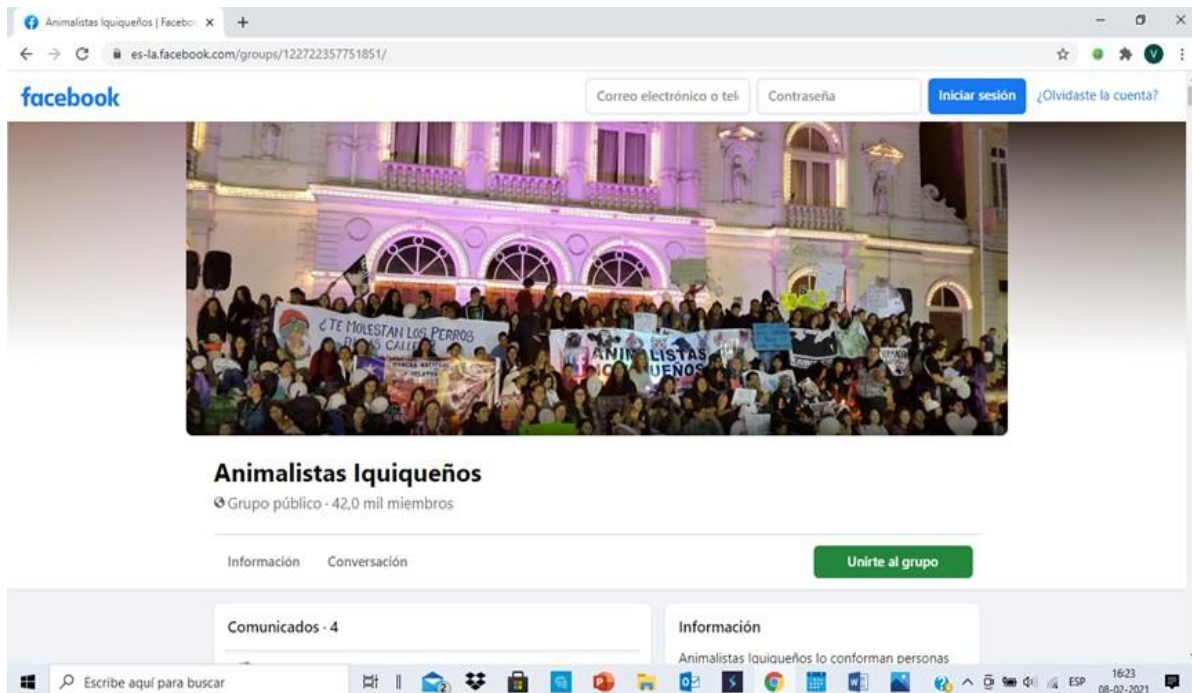 Animalistas Iquiqueños | Facebo
es-la.facebook.com/groups/122722357751851/
V
facebook
Correo electrónico o tel
Contraseña
Iniciar sesión
¿Olvidaste la cuenta?
¿TE MOLESTAN LOS PERROS
ANIMALISTAS
Animalistas Iquiqueños
Grupo público · 42,0 mil miembros
Información
Conversación
Unirte al grupo
Comunicados · 4
Información
Animalistas Iquiqueños lo conforman personas
Escribe aquí para buscar
2
ESP
16:23
08-02-2021